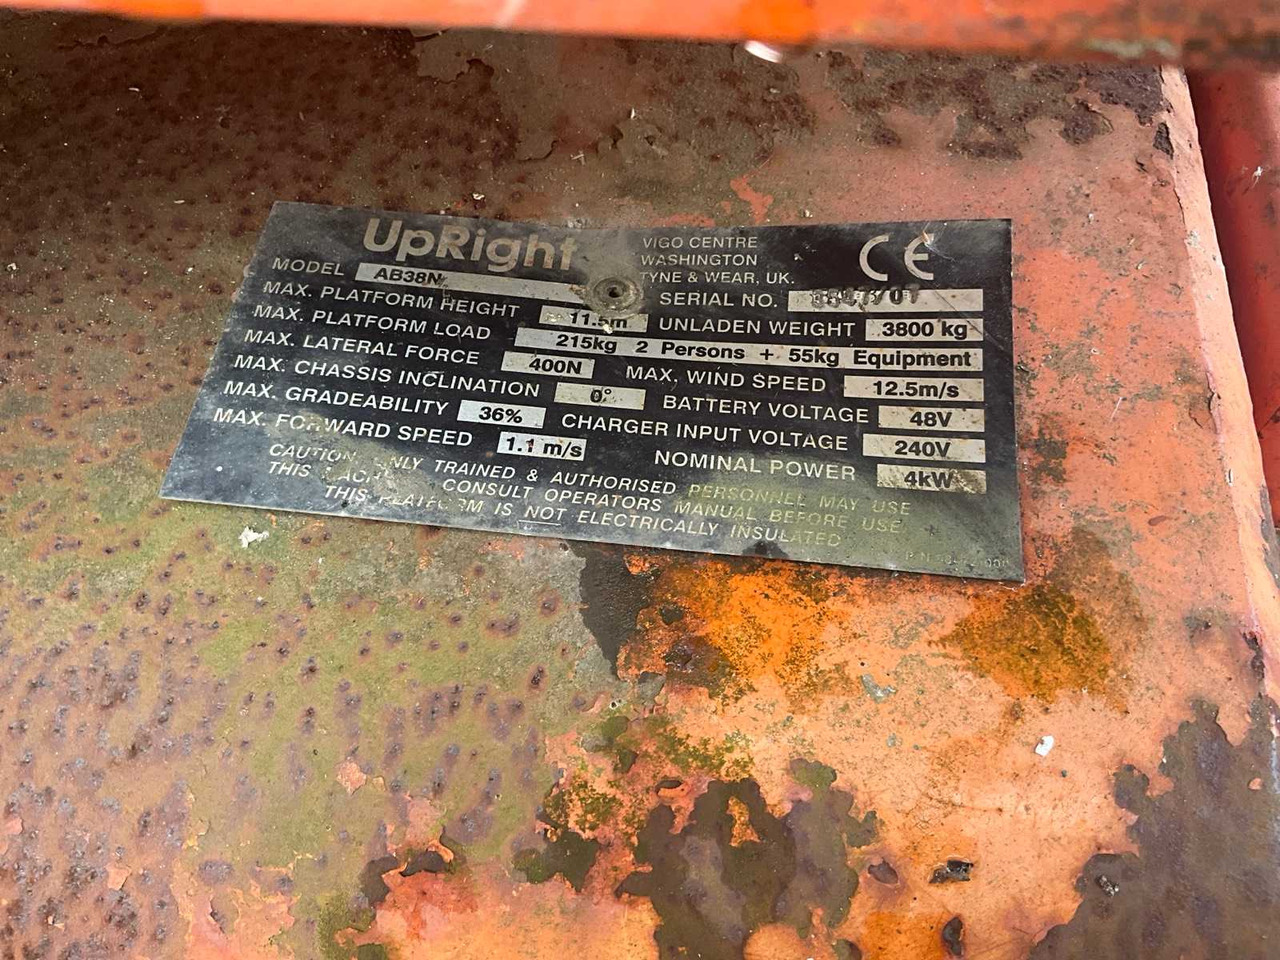 UpRight
VIGO CENTRE
WASHINGTON
TYNE & WEAR, UK.
CE
MODEL AB38N
SERIAL NO.
MAX. PLATFORM HEIGHT 11.5m UNLADEN WEIGHT 3800 kg
MAX. PLATFORM LOAD 215kg 2 Persons + 55kg Equipment
MAX. LATERAL FORCE 400N MAX. WIND SPEED 12.5m/s
MAX. CHASSIS INCLINATION 0° BATTERY VOLTAGE 48V
MAX. GRADEABILITY 36% CHARGER INPUT VOLTAGE 240V
MAX. FORWARD SPEED 1.1 m/s NOMINAL POWER 4kW
CAUTION ONLY TRAINED & AUTHORISED PERSONNEL MAY USE
THIS CONSULT OPERATORS MANUAL BEFORE USE
THIS PLATFORM IS NOT ELECTRICALLY INSULATED